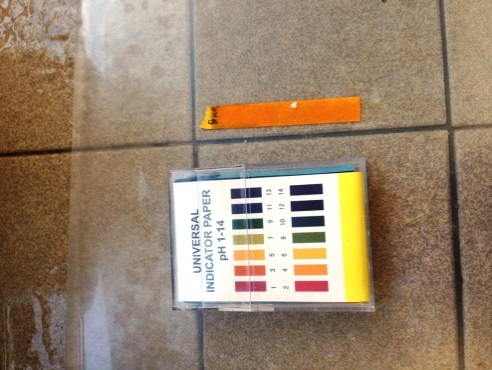 UNIVERSAL
INDICATOR PAPER
pH 1-14
1 3 5 7 9 11 13
2 4 6 8 10 12 14